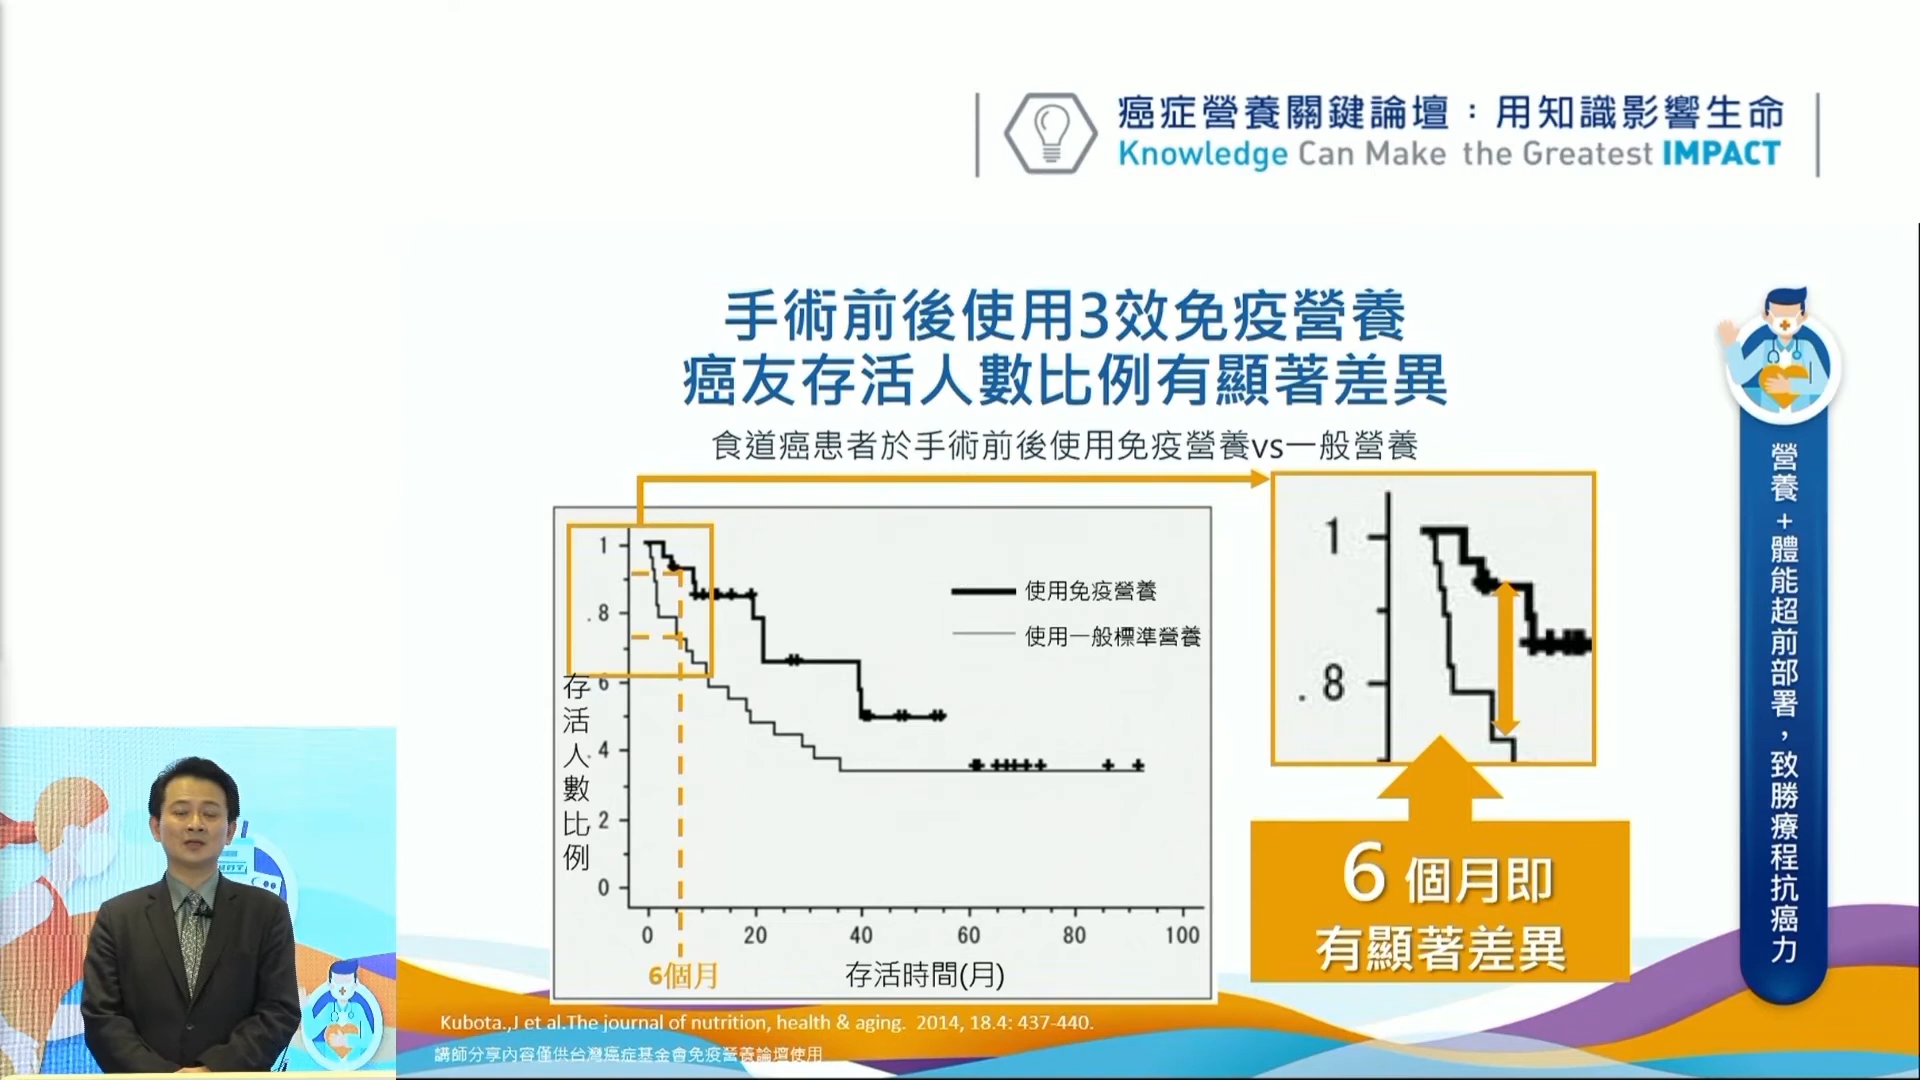 癌症營養關鍵論壇：用知識影響生命
Knowledge Can Make the Greatest IMPACT
手術前後使用3效免疫營養
癌友存活人數比例有顯著差異
食道癌患者於手術前後使用免疫營養vs一般營養
1
.8
6
.4
2
0
存活人數比例
使用免疫營養
使用一般標準營養
0 20 40 60 80 100
6個月
存活時間(月)
1
.8
6 個月即
有顯著差異
營養+體能超前部署，致勝療程抗癌力
Kubota.,J et al.The journal of nutrition, health & aging. 2014, 18.4: 437-440.
講師分享內容僅供台灣癌症基金會免疫營養論壇使用